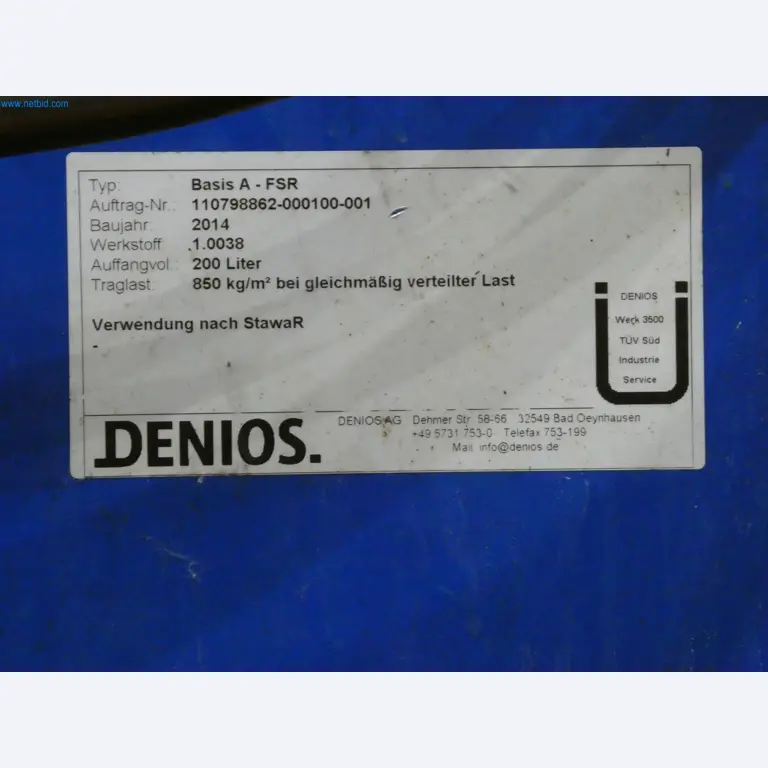 www.netbid.com
Typ: Basis A - FSR
Auftrag-Nr.: 110798862-000100-001
Baujahr: 2014
Werkstoff 1.0038
Auffangvol.: 200 Liter
Traglast: 850 kg/m² bei gleichmäßig verteilter Last
Verwendung nach StawaR
-
DENIOS
Werk 3500
TÜV Süd
Industrie
Service
DENIOS.
DENIOS AG Dehmer Str. 58-66 32549 Bad Oeynhausen
+49 5731 753-0 Telefax 753-199
Mail info@denios.de